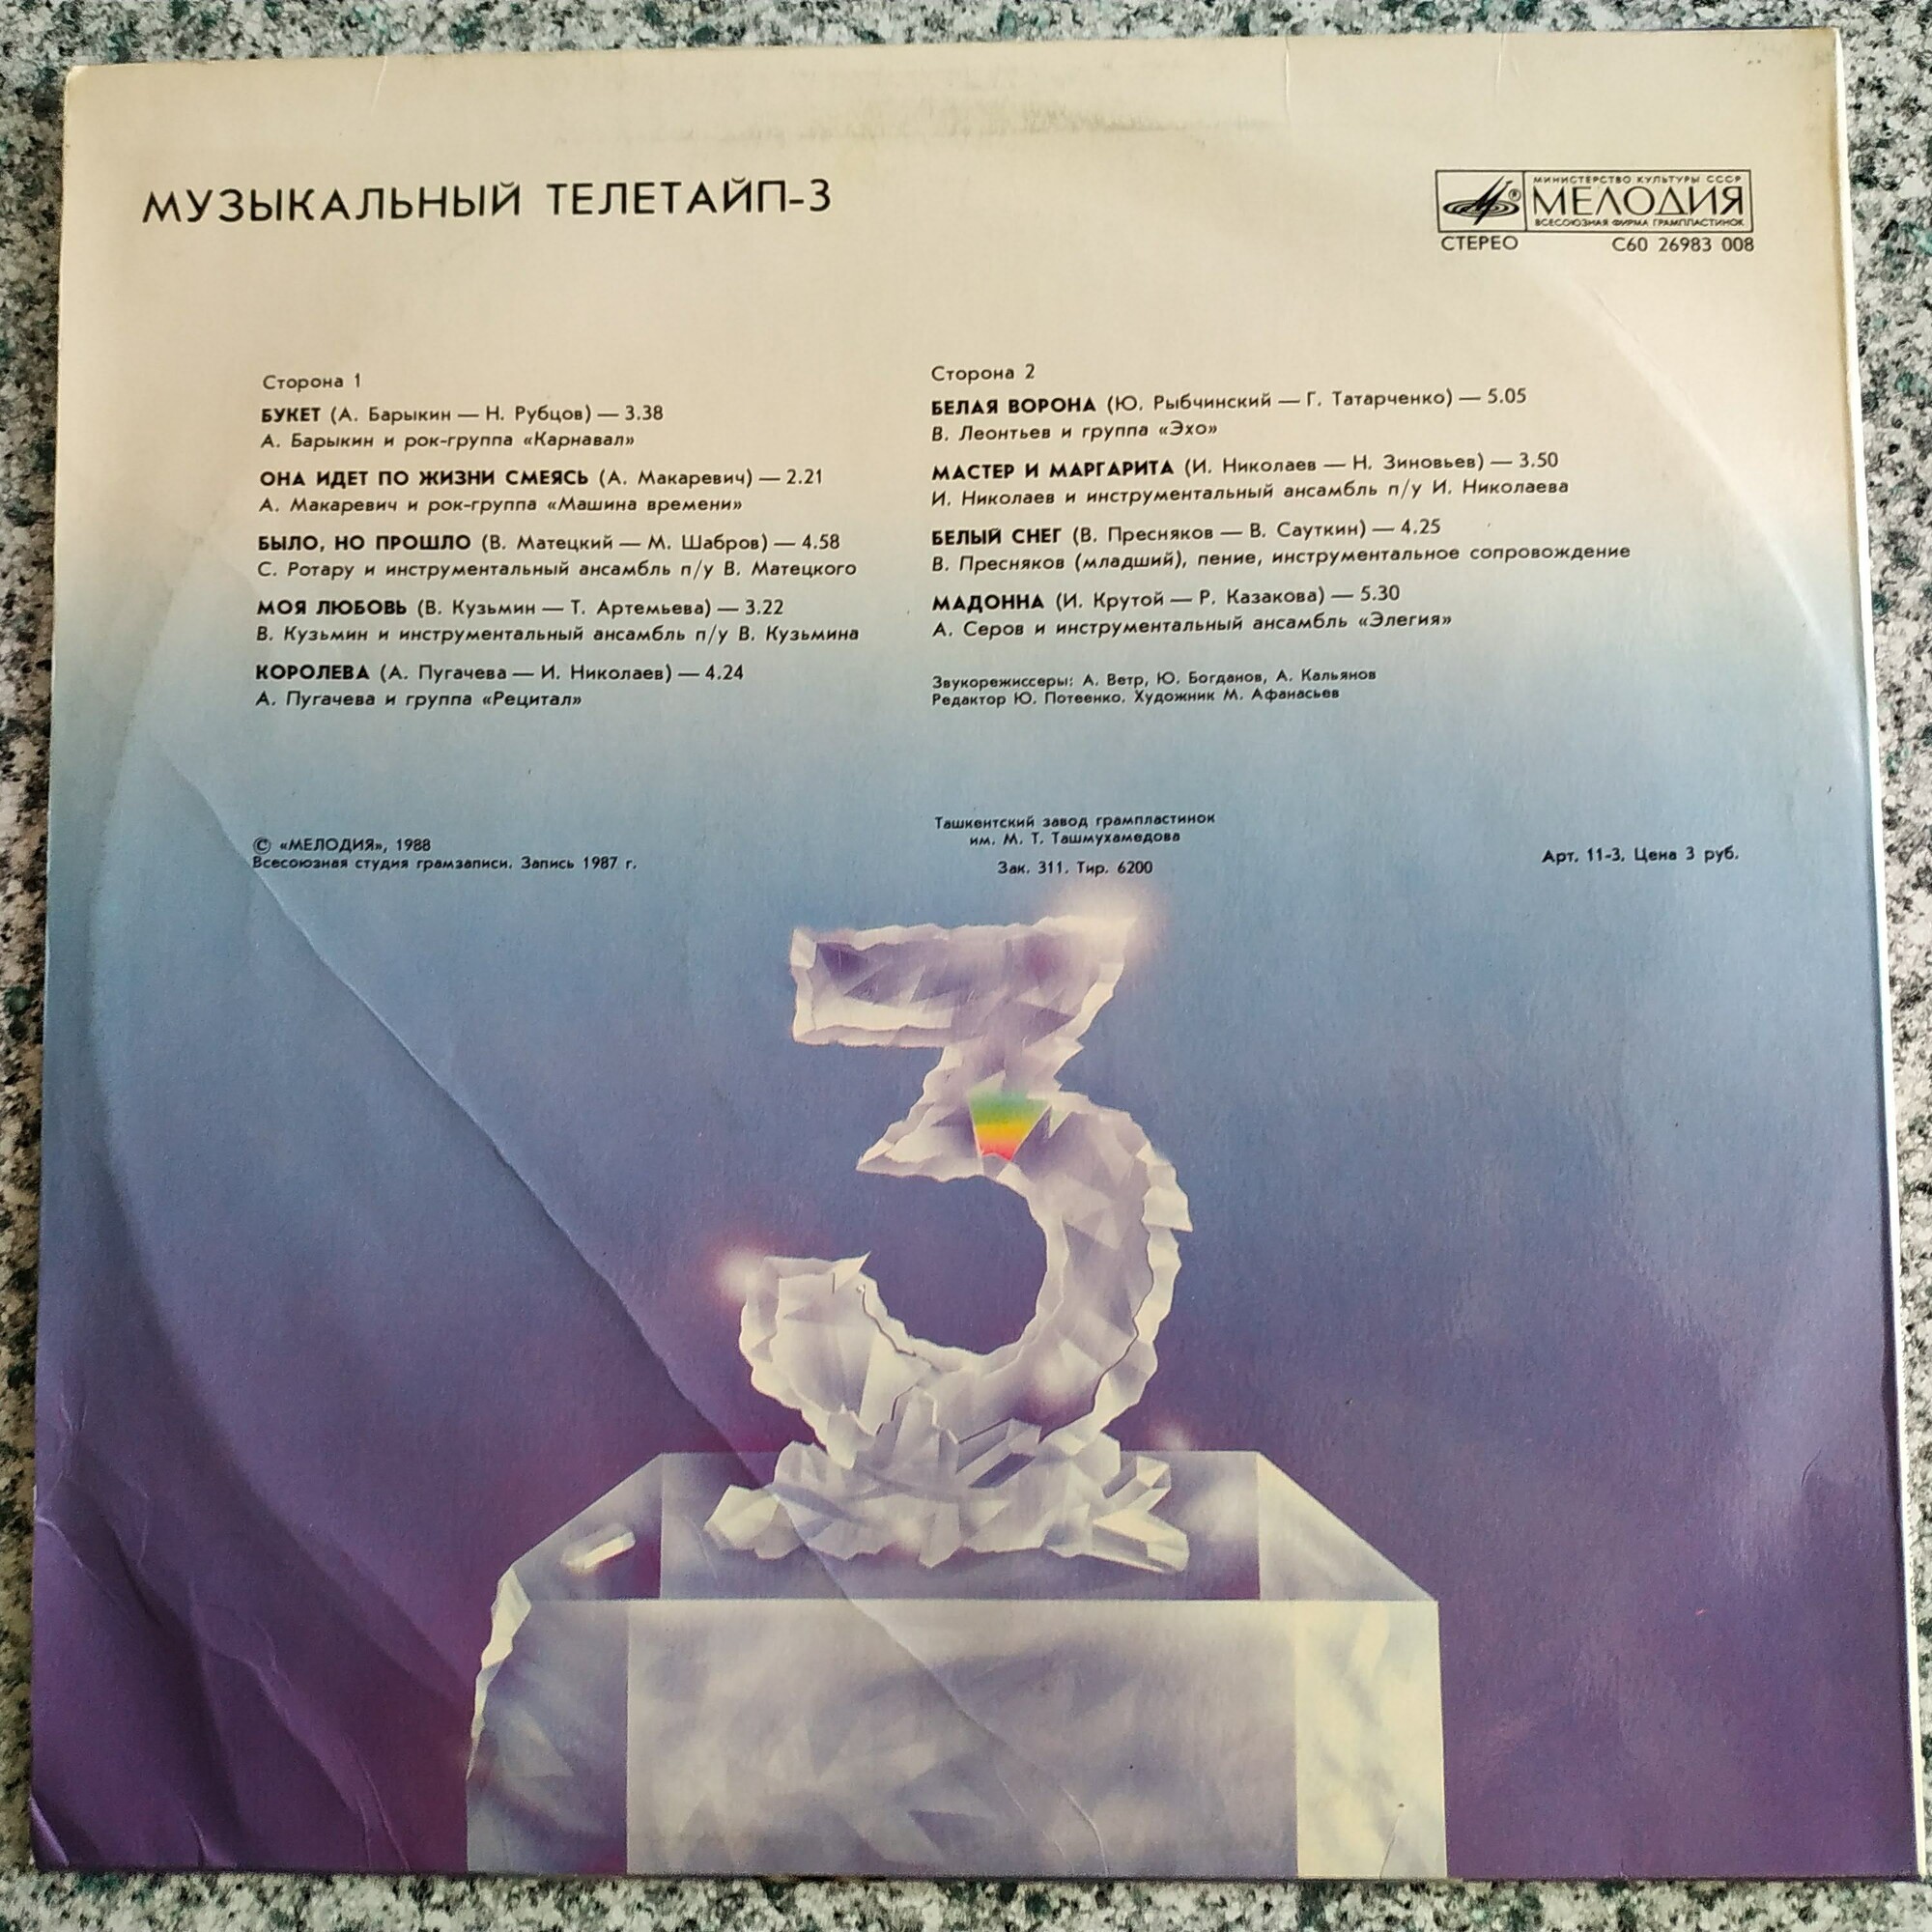 МУЗЫКАЛЬНЫЙ ТЕЛЕТАЙП-3
МИНИСТЕРСТВО КУЛЬТУРЫ СССР
МЕЛОДИЯ
ВСЕСОЮЗНАЯ ФИРМА ГРАМПЛАСТИНОК
СТЕРЕО С60 26983 008
Сторона 1
БУКЕТ (А. Барыкин — Н. Рубцов) — 3.38
А. Барыкин и рок-группа «Карнавал»
ОНА ИДЕТ ПО ЖИЗНИ СМЕЯСЬ (А. Макаревич) — 2.21
А. Макаревич и рок-группа «Машина времени»
БЫЛО, НО ПРОШЛО (В. Матецкий — М. Шабров) — 4.58
С. Ротару и инструментальный ансамбль п/у В. Матецкого
МОЯ ЛЮБОВЬ (В. Кузьмин — Т. Артемьева) — 3.22
В. Кузьмин и инструментальный ансамбль п/у В. Кузьмина
КОРОЛЕВА (А. Пугачева — И. Николаев) — 4.24
А. Пугачева и группа «Рецитал»
Сторона 2
БЕЛАЯ ВОРОНА (Ю. Рыбчинский — Г. Татарченко) — 5.05
В. Леонтьев и группа «Эхо»
МАСТЕР И МАРГАРИТА (И. Николаев — Н. Зиновьев) — 3.50
И. Николаев и инструментальный ансамбль п/у И. Николаева
БЕЛЫЙ СНЕГ (В. Пресняков — В. Сауткин) — 4.25
В. Пресняков (младший), пение, инструментальное сопровождение
МАДОННА (И. Крутой — Р. Казакова) — 5.30
А. Серов и инструментальный ансамбль «Элегия»
Звукорежиссеры: А. Ветр, Ю. Богданов, А. Кальянов
Редактор Ю. Потеенко. Художник М. Афанасьев
© «МЕЛОДИЯ», 1988
Всесоюзная студия грамзаписи. Запись 1987 г.
Ташкентский завод грампластинок
им. М. Т. Ташмухамедова
Зак. 311. Тир. 6200
Арт. 11-3. Цена 3 руб.